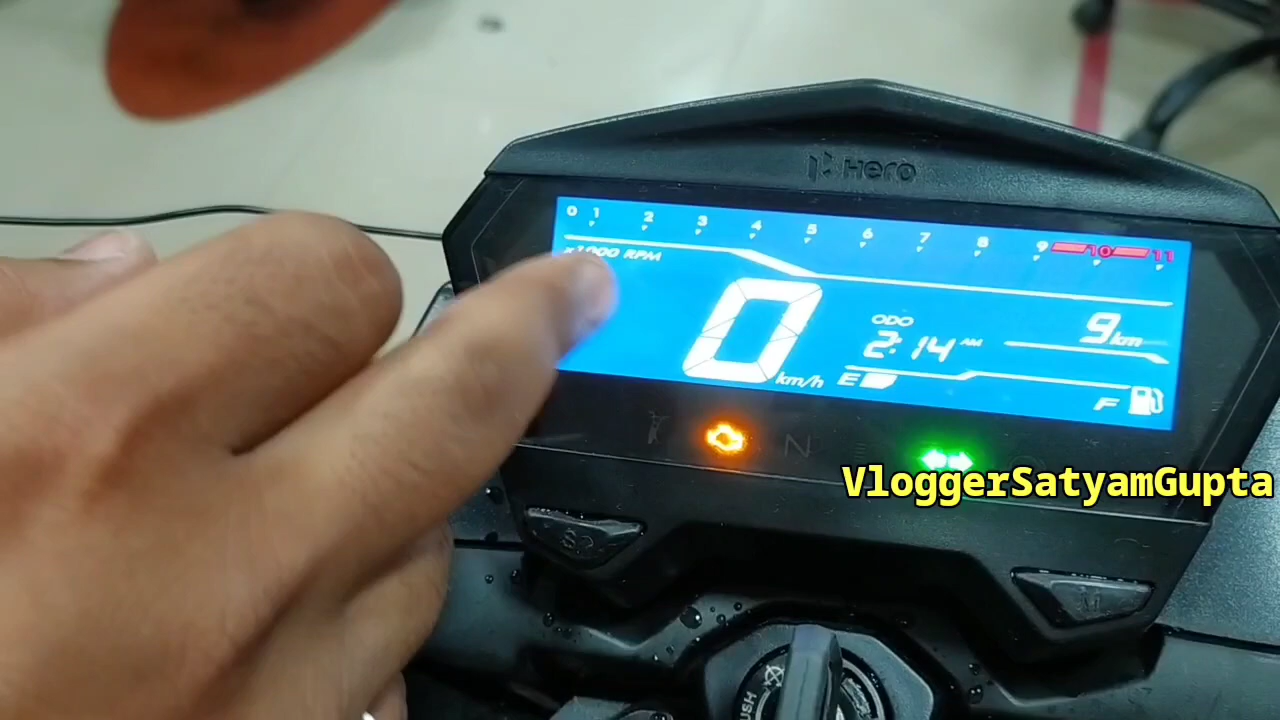 Hero
0 1 2 3 4 5 6 7 8 9 10 11
x1000 RPM
0 km/h
ODO
9 km
2:14 AM
E
F
N
VloggerSatyamGupta
PUSH